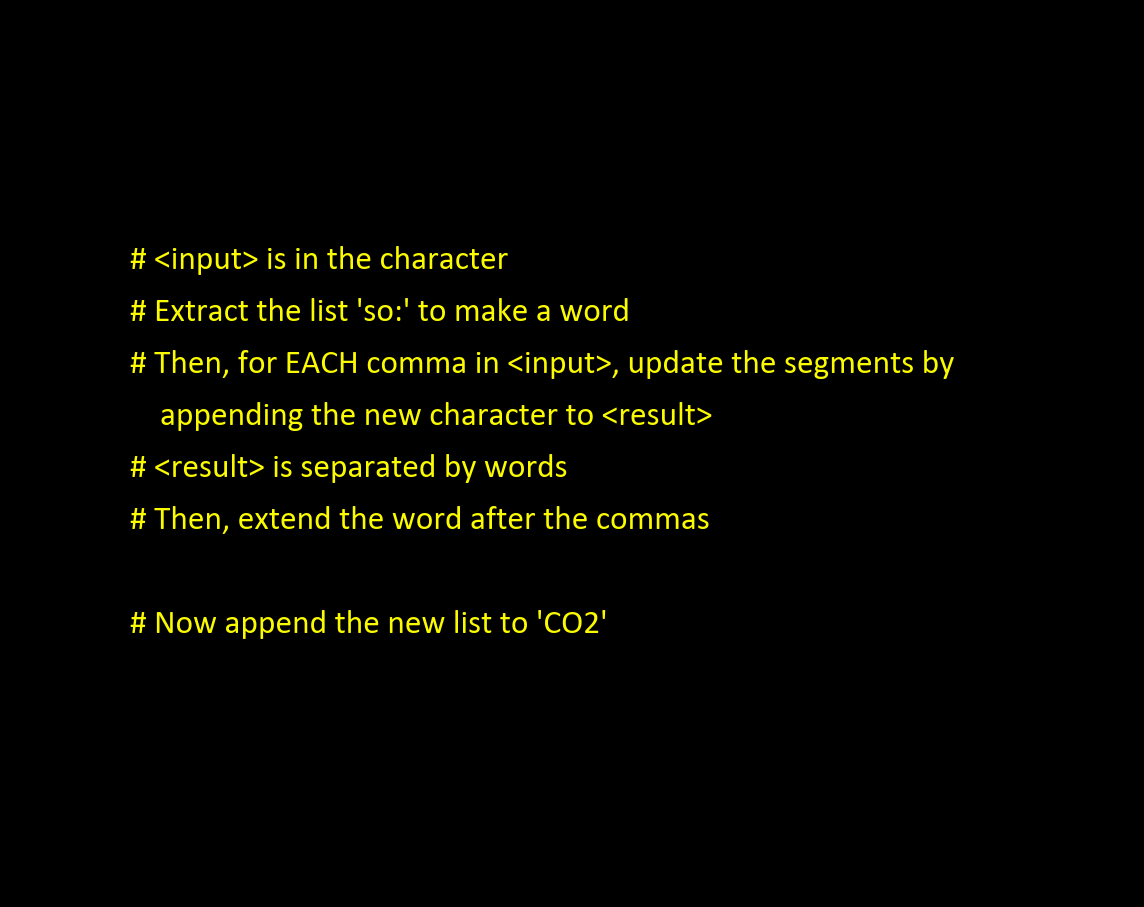 # <input> is in the character
# Extract the list 'so:' to make a word
# Then, for EACH comma in <input>, update the segments by
appending the new character to <result>
# <result> is separated by words
# Then, extend the word after the commas
# Now append the new list to 'CO2'